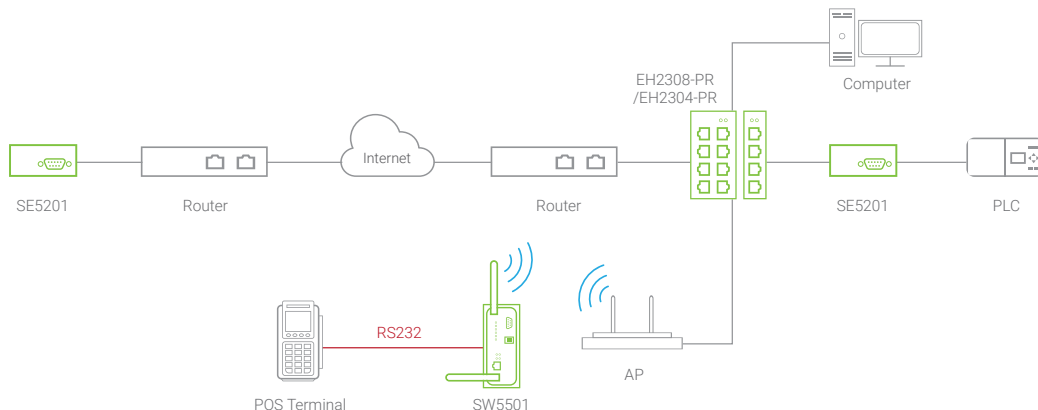 EH2308-PR
/EH2304-PR
Computer
Internet
SE5201
Router
Router
SE5201
PLC
RS232
AP
POS Terminal
SW5501